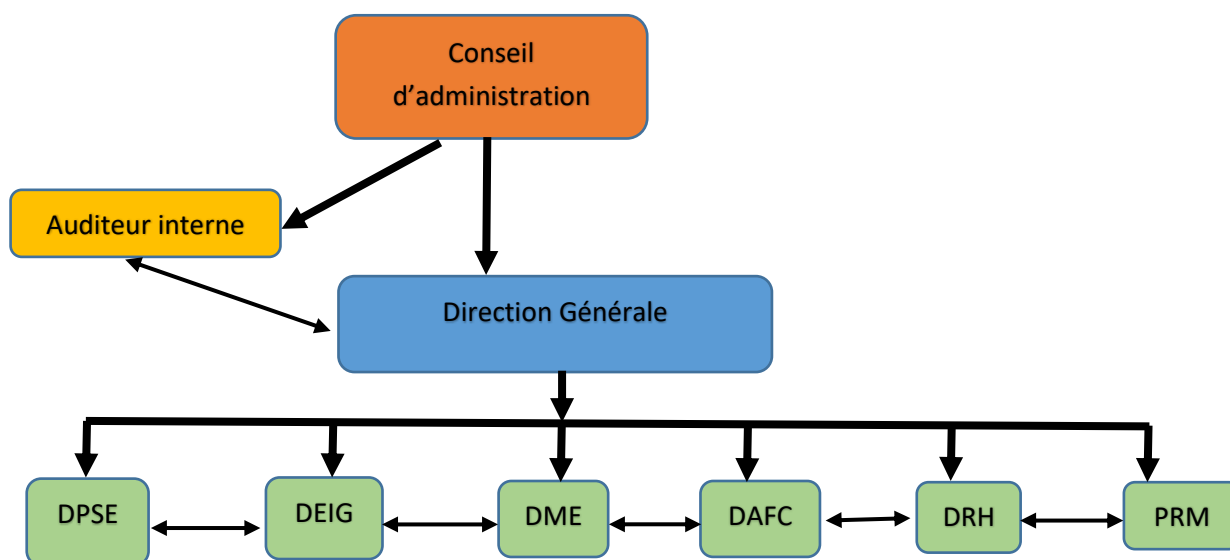 Conseil
d’administration
Auditeur interne
Direction Générale
DPSE
DEIG
DME
DAFC
DRH
PRM